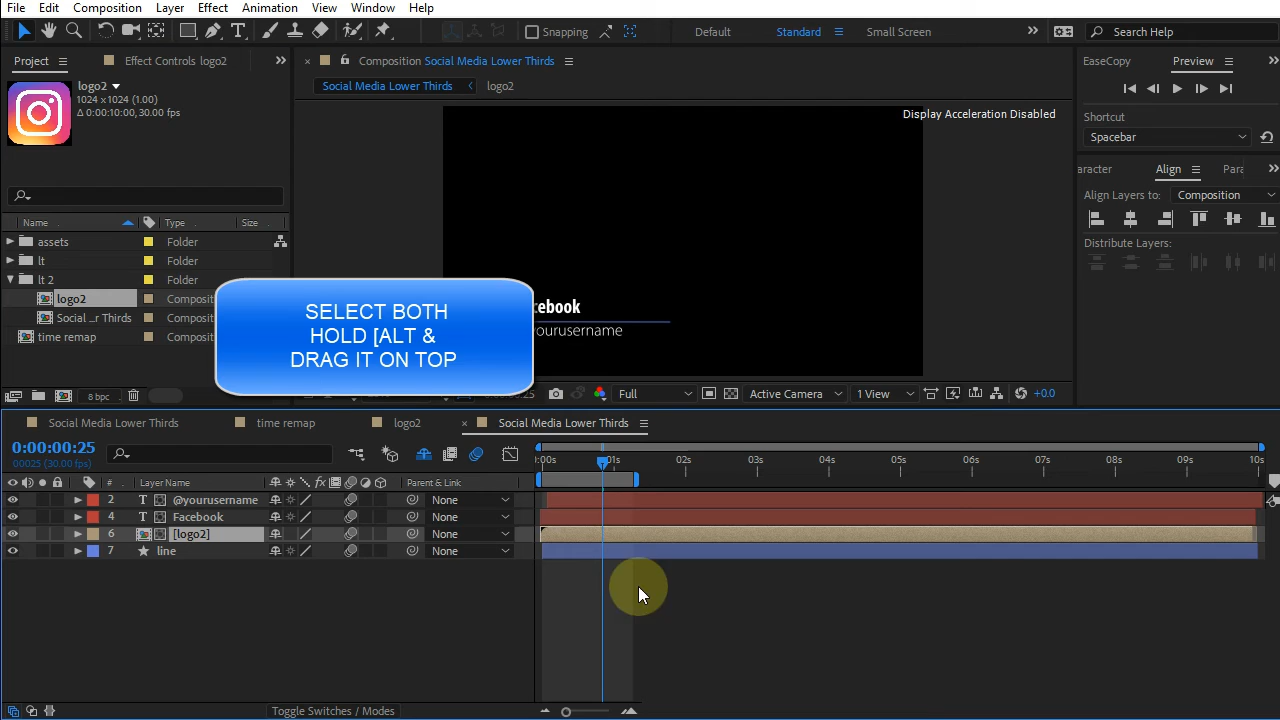 File Edit Composition Layer Effect Animation View Window Help
Snapping Default Standard Small Screen Search Help
Project Effect Controls logo2 Composition Social Media Lower Thirds EaseCopy Preview
logo2
1024 x 1024 (1.00)
Δ 0:00:10:00, 30.00 fps)
Social Media Lower Thirds logo2
Display Acceleration Disabled
Shortcut
Spacebar
aracter Align Para
Align Layers to: Composition
Distribute Layers:
Name Type Size
assets Folder
lt Folder
lt 2 Folder
logo2 Composit
Social ...r Thirds Composit
time remap Composit
SELECT BOTH
HOLD [ALT &
DRAG IT ON TOP
cebook
yourusername
8 bpc
Full Active Camera 1 View +0.0
Social Media Lower Thirds time remap logo2 Social Media Lower Thirds
0:00:00:25
00025 (30.00 fps)
):00s 01s 02s 03s 04s 05s 06s 07s 08s 09s 10s
# Layer Name Parent & Link
2 T @yourusername None
4 T Facebook None
6 [logo2] None
7 line None
Toggle Switches / Modes